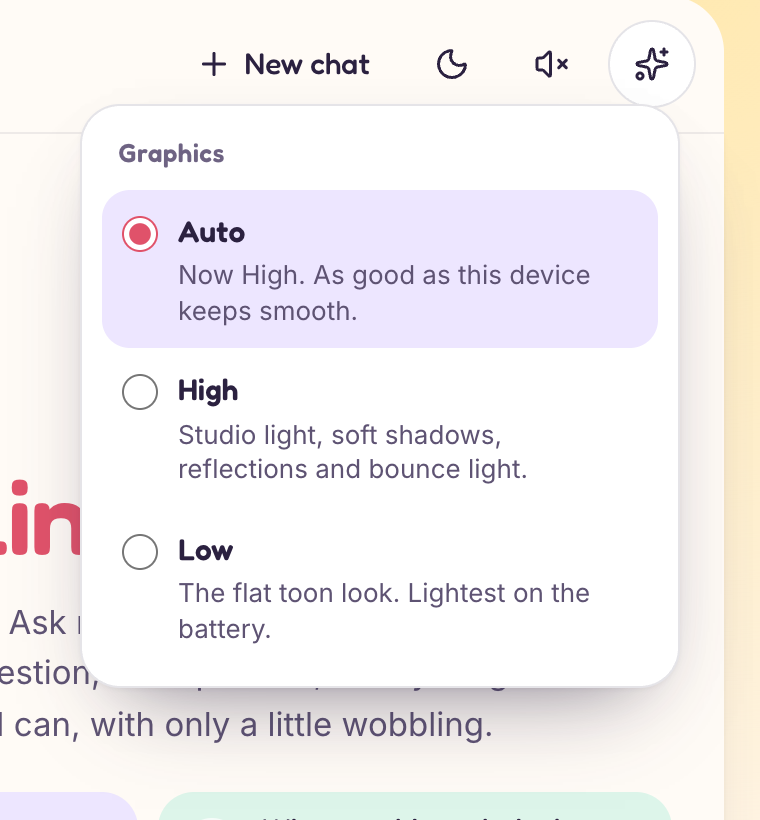 New chat
Graphics
Auto
Now High. As good as this device
keeps smooth.
High
Studio light, soft shadows,
reflections and bounce light.
Low
The flat toon look. Lightest on the
battery.
Ask
can, with only a little wobbling.